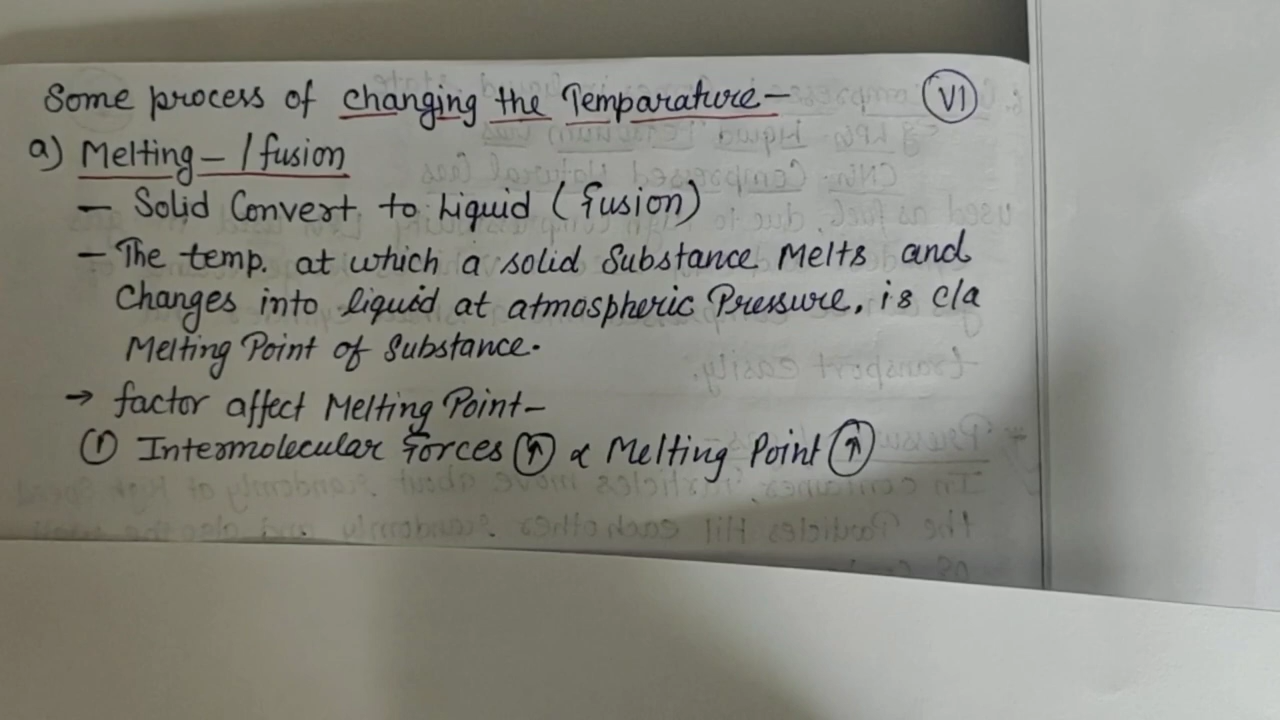 Some process of changing the Temparature- VI
a) Melting- / fusion
- Solid Convert to Liquid (fusion)
- The temp. at which a solid Substance Melts and
Changes into liquid at atmospheric Pressure, is c/a
Melting Point of Substance.
→ factor affect Melting Point-
① Intermolecular forces ↑ α Melting Point ↑